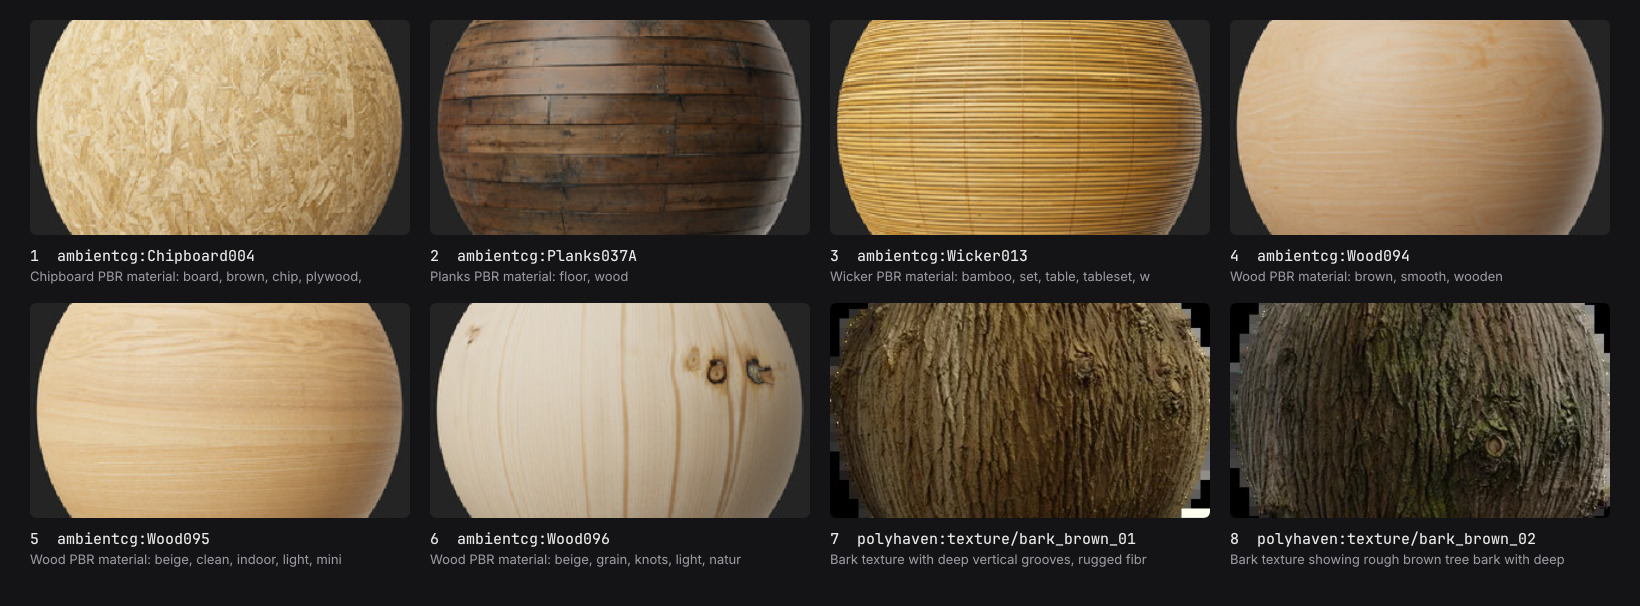 1 ambientcg:Chipboard004
Chipboard PBR material: board, brown, chip, plywood,
2 ambientcg:Planks037A
Planks PBR material: floor, wood
3 ambientcg:Wicker013
Wicker PBR material: bamboo, set, table, tableset, w
4 ambientcg:Wood094
Wood PBR material: brown, smooth, wooden
5 ambientcg:Wood095
Wood PBR material: beige, clean, indoor, light, mini
6 ambientcg:Wood096
Wood PBR material: beige, grain, knots, light, natur
7 polyhaven:texture/bark_brown_01
Bark texture with deep vertical grooves, rugged fibr
8 polyhaven:texture/bark_brown_02
Bark texture showing rough brown tree bark with deep